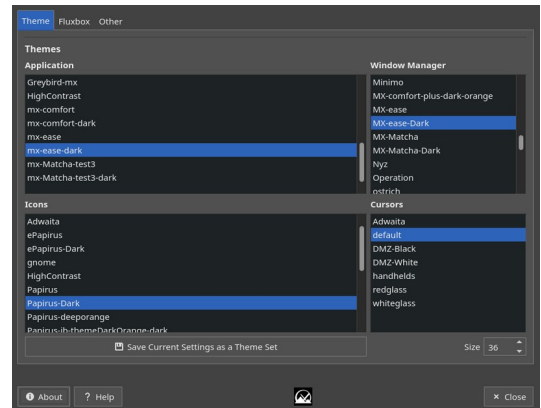 Theme Fluxbox Other
Themes
Application
Greybird-mx
HighContrast
mx-comfort
mx-comfort-dark
mx-ease
mx-ease-dark
mx-Matcha-test3
mx-Matcha-test3-dark
Window Manager
Minimo
MX-comfort-plus-dark-orange
MX-ease
MX-ease-Dark
MX-Matcha
MX-Matcha-Dark
Nyz
Operation
ostrich
Icons
Adwaita
ePapirus
ePapirus-Dark
gnome
HighContrast
Papirus
Papirus-Dark
Papirus-deeporange
Papirus-jb-themeDarkOrange-dark
Cursors
Adwaita
default
DMZ-Black
DMZ-White
handhelds
redglass
whiteglass
Save Current Settings as a Theme Set
Size 36
About ? Help
Close